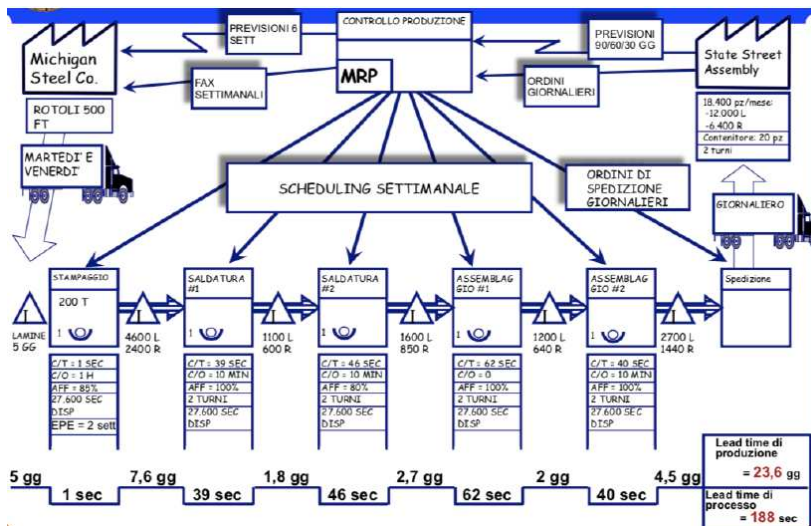 CONTROLLO PRODUZIONE
MRP
PREVISIONI 6
SETT
FAX
SETTIMANALI
PREVISIONI
90/60/30 GG
ORDINI
GIORNALIERI
Michigan
Steel Co.
ROTOLI 500
FT
MARTEDI' E
VENERDI'
State Street
Assembly
18.400 pz/mese:
-12.000 L
-6.400 R
Contenitore: 20 pz
2 turni
SCHEDULING SETTIMANALE
ORDINI DI
SPEDIZIONE
GIORNALIERI
GIORNALIERO
I
LAMINE
5 GG
STAMPAGGIO
200 T
1
C/T = 1 SEC
C/O = 1 H
AFF = 85%
27.600 SEC
DISP
EPE = 2 sett
I
4600 L
2400 R
SALDATURA
#1
1
C/T = 39 SEC
C/O = 10 MIN
AFF = 100%
2 TURNI
27.600 SEC
DISP
I
1100 L
600 R
SALDATURA
#2
1
C/T = 46 SEC
C/O = 10 MIN
AFF = 80%
2 TURNI
27.600 SEC
DISP
I
1600 L
850 R
ASSEMBLAG
GIO #1
1
C/T = 62 SEC
C/O = 0
AFF = 100%
2 TURNI
27.600 SEC
DISP
I
1200 L
640 R
ASSEMBLAG
GIO #2
1
C/T = 40 SEC
C/O = 10 MIN
AFF = 100%
2 TURNI
27.600 SEC
DISP
I
2700 L
1440 R
Spedizione
5 gg
1 sec
7,6 gg
39 sec
1,8 gg
46 sec
2,7 gg
62 sec
2 gg
40 sec
4,5 gg
Lead time di
produzione
= 23,6 gg
Lead time di
processo
= 188 sec